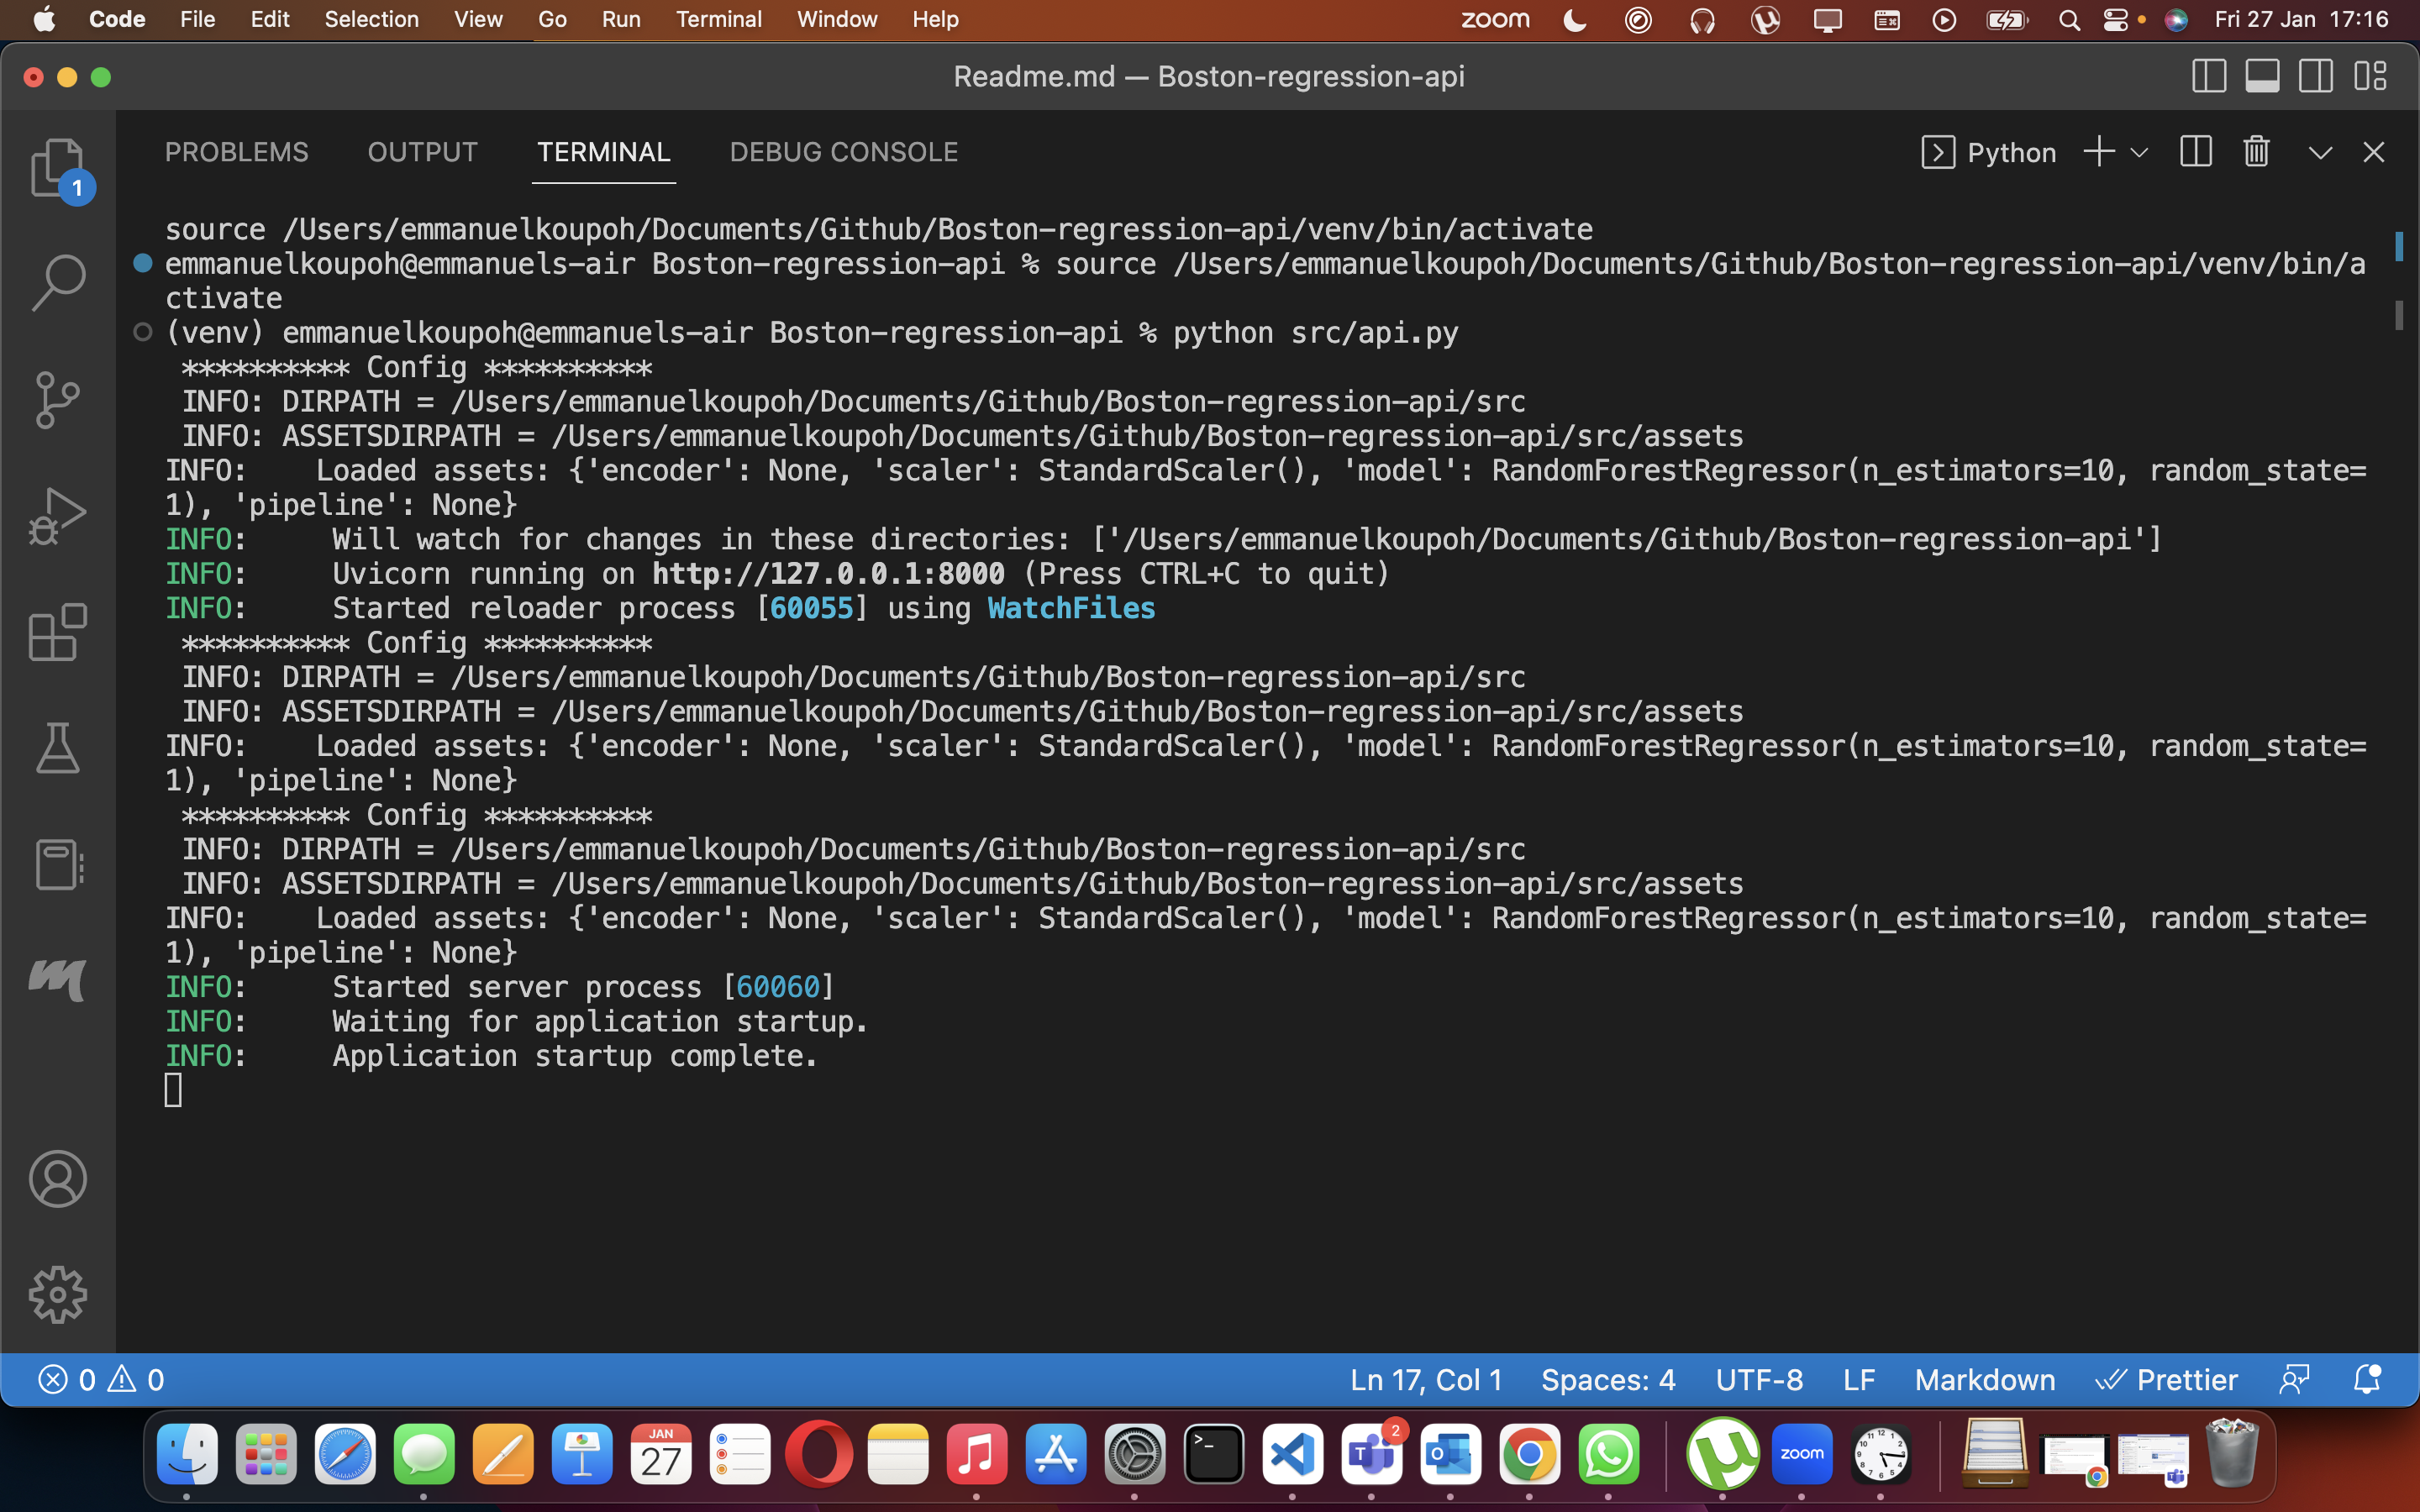 Code File Edit Selection View Go Run Terminal Window Help zoom Fri 27 Jan 17:16
Readme.md — Boston-regression-api
PROBLEMS OUTPUT TERMINAL DEBUG CONSOLE Python
1
source /Users/emmanuelkoupoh/Documents/Github/Boston-regression-api/venv/bin/activate
emmanuelkoupoh@emmanuels-air Boston-regression-api % source /Users/emmanuelkoupoh/Documents/Github/Boston-regression-api/venv/bin/a
ctivate
(venv) emmanuelkoupoh@emmanuels-air Boston-regression-api % python src/api.py
********** Config **********
INFO: DIRPATH = /Users/emmanuelkoupoh/Documents/Github/Boston-regression-api/src
INFO: ASSETSDIRPATH = /Users/emmanuelkoupoh/Documents/Github/Boston-regression-api/src/assets
INFO: Loaded assets: {'encoder': None, 'scaler': StandardScaler(), 'model': RandomForestRegressor(n_estimators=10, random_state=
1), 'pipeline': None}
INFO: Will watch for changes in these directories: ['/Users/emmanuelkoupoh/Documents/Github/Boston-regression-api']
INFO: Uvicorn running on http://127.0.0.1:8000 (Press CTRL+C to quit)
INFO: Started reloader process [60055] using WatchFiles
********** Config **********
INFO: DIRPATH = /Users/emmanuelkoupoh/Documents/Github/Boston-regression-api/src
INFO: ASSETSDIRPATH = /Users/emmanuelkoupoh/Documents/Github/Boston-regression-api/src/assets
INFO: Loaded assets: {'encoder': None, 'scaler': StandardScaler(), 'model': RandomForestRegressor(n_estimators=10, random_state=
1), 'pipeline': None}
********** Config **********
INFO: DIRPATH = /Users/emmanuelkoupoh/Documents/Github/Boston-regression-api/src
INFO: ASSETSDIRPATH = /Users/emmanuelkoupoh/Documents/Github/Boston-regression-api/src/assets
INFO: Loaded assets: {'encoder': None, 'scaler': StandardScaler(), 'model': RandomForestRegressor(n_estimators=10, random_state=
1), 'pipeline': None}
INFO: Started server process [60060]
INFO: Waiting for application startup.
INFO: Application startup complete.
0 0 Ln 17, Col 1 Spaces: 4 UTF-8 LF Markdown Prettier
JAN
27
2
zoom